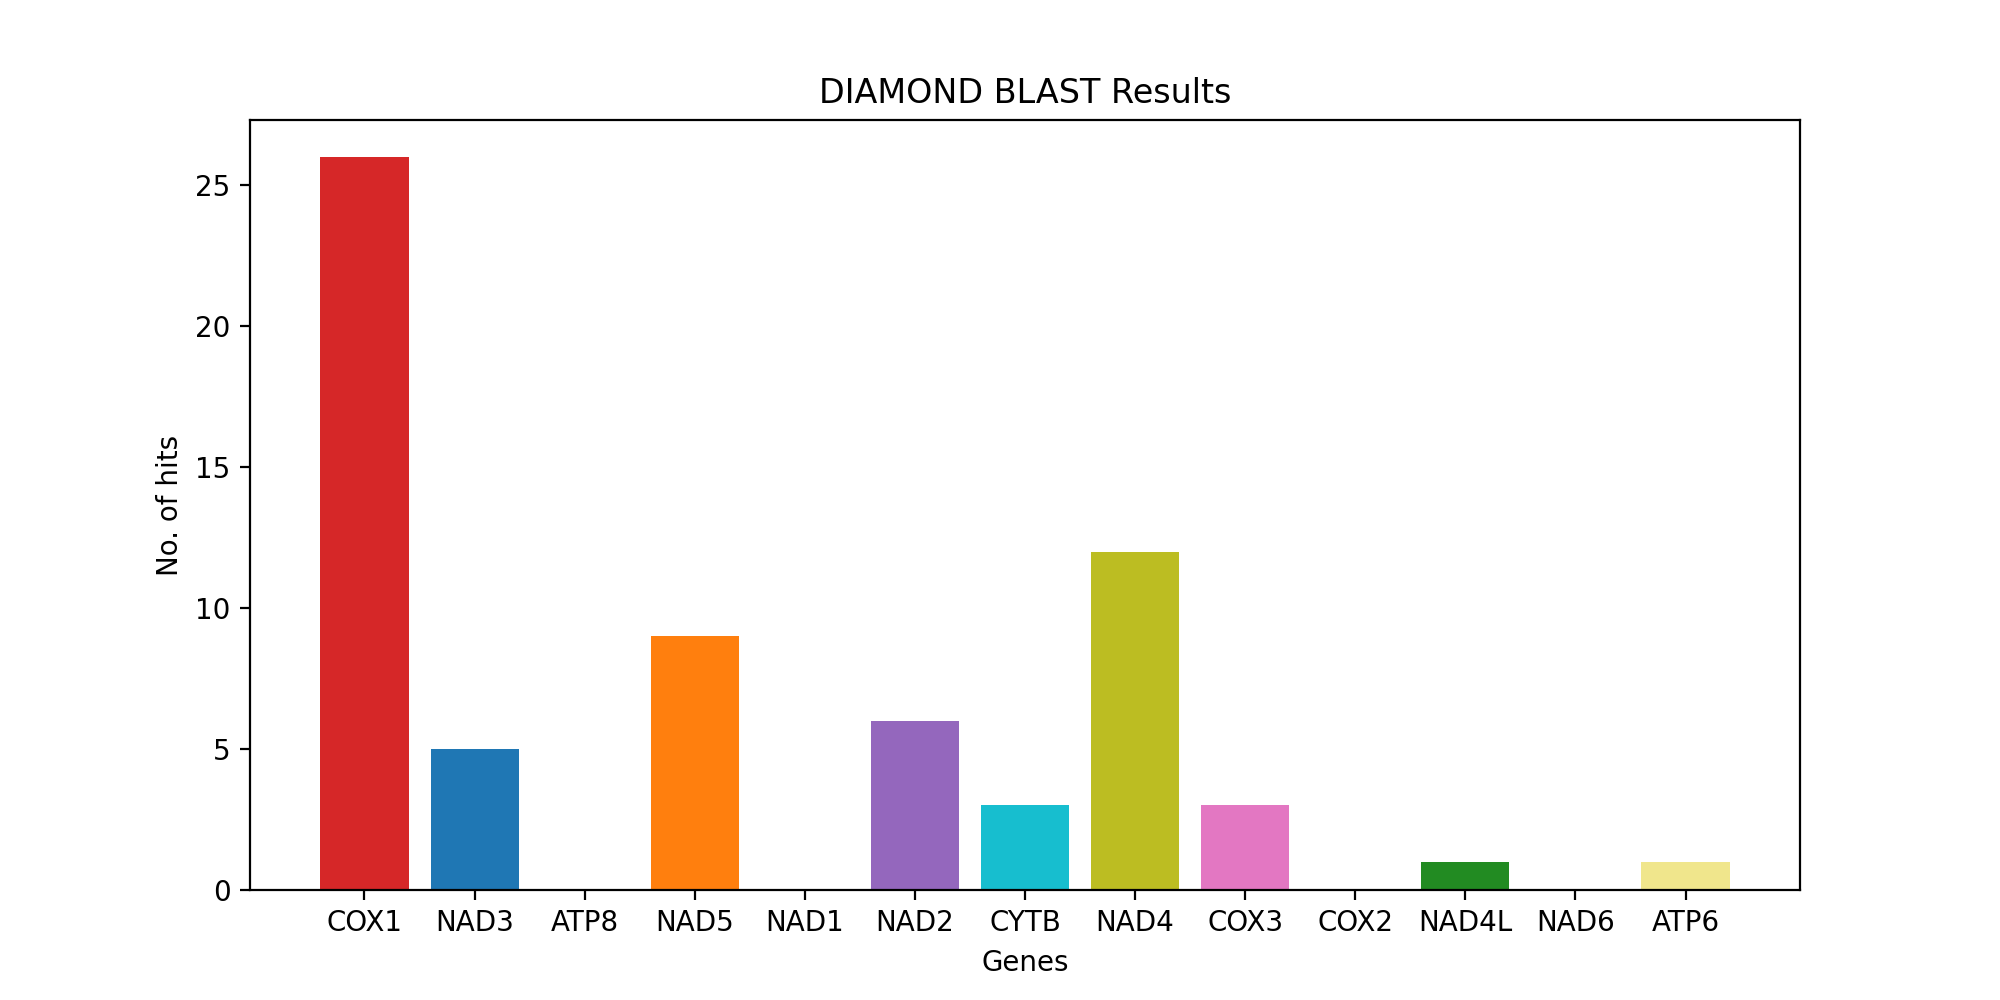 DIAMOND BLAST Results
No. of hits
25
20
15
10
5
0
COX1 NAD3 ATP8 NAD5 NAD1 NAD2 CYTB NAD4 COX3 COX2 NAD4L NAD6 ATP6
Genes